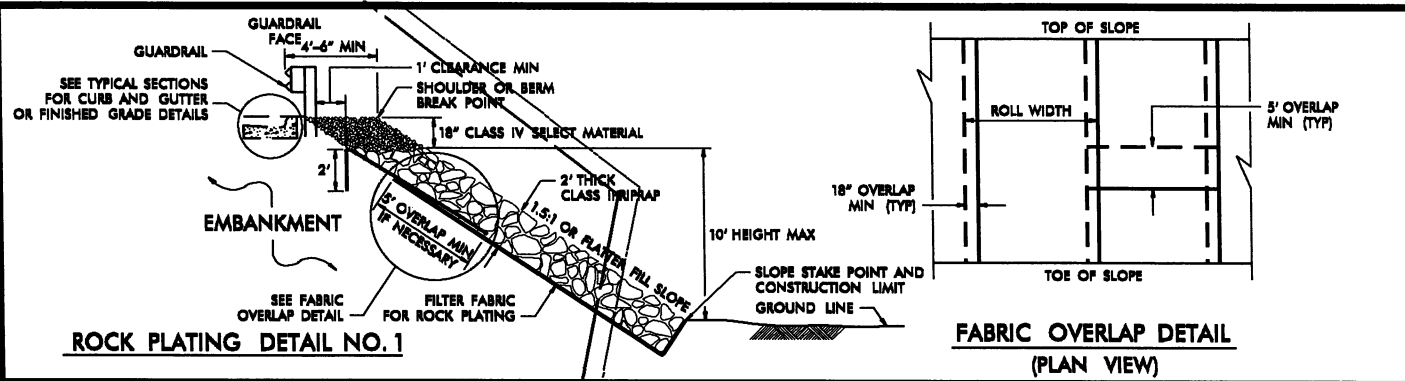 GUARDRAIL
FACE
4'-6" MIN
GUARDRAIL
1' CLEARANCE MIN
SEE TYPICAL SECTIONS
FOR CURB AND GUTTER
OR FINISHED GRADE DETAILS
SHOULDER OR BERM
BREAK POINT
18" CLASS IV SELECT MATERIAL
2'
2' THICK
CLASS II RIPRAP
5' OVERLAP MIN
IF NECESSARY
1.5:1 OR FLATTER FILL SLOPE
EMBANKMENT
10' HEIGHT MAX
SLOPE STAKE POINT AND
CONSTRUCTION LIMIT
GROUND LINE
SEE FABRIC
OVERLAP DETAIL
FILTER FABRIC
FOR ROCK PLATING
ROCK PLATING DETAIL NO. 1
TOP OF SLOPE
ROLL WIDTH
5' OVERLAP
MIN (TYP)
18" OVERLAP
MIN (TYP)
TOE OF SLOPE
FABRIC OVERLAP DETAIL
(PLAN VIEW)